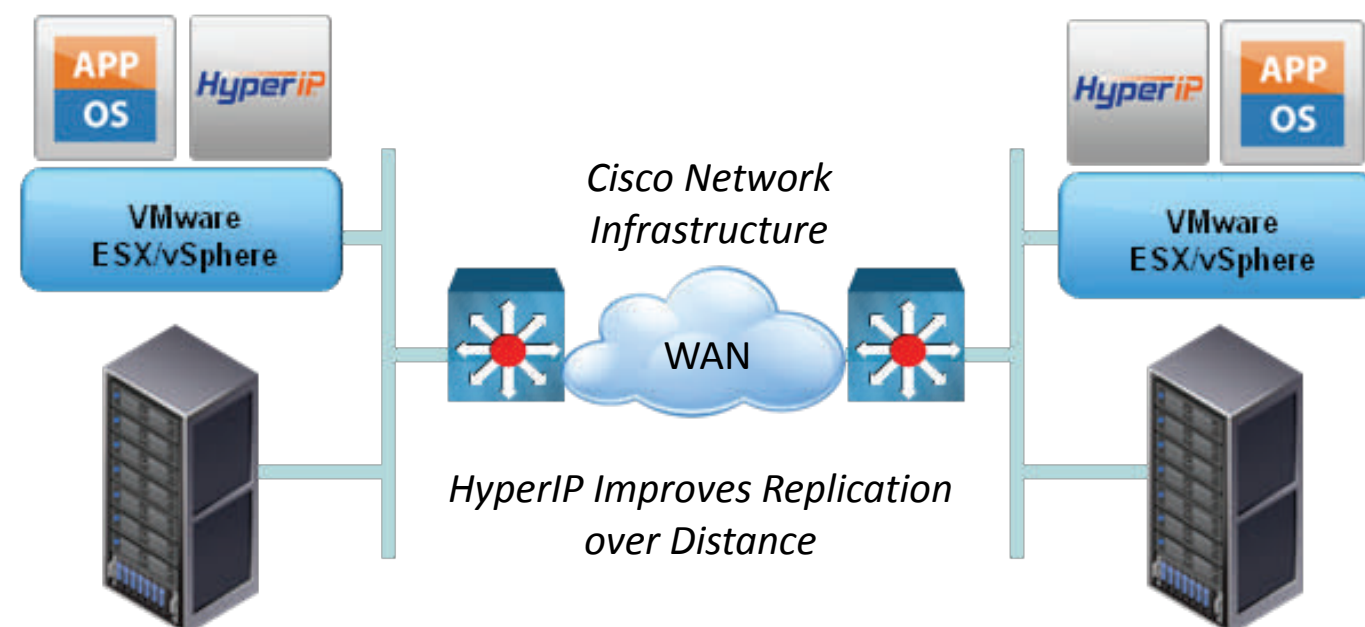 APP
OS
HyperIP
HyperIP
APP
OS
VMware
ESX/vSphere
Cisco Network
Infrastructure
VMware
ESX/vSphere
WAN
HyperIP Improves Replication
over Distance